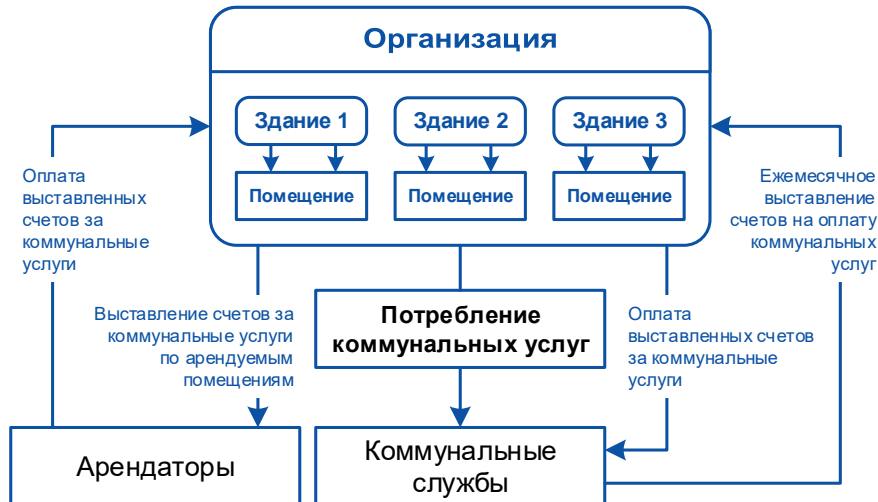 Организация
Здание 1
Здание 2
Здание 3
Помещение
Помещение
Помещение
Оплата
выставленных
счетов за
коммунальные
услуги
Ежемесячное
выставление
счетов на оплату
коммунальных
услуг
Выставление счетов за
коммунальные услуги
по арендуемым
помещениям
Потребление
коммунальных услуг
Оплата
выставленных счетов
за коммунальные
услуги
Арендаторы
Коммунальные
службы